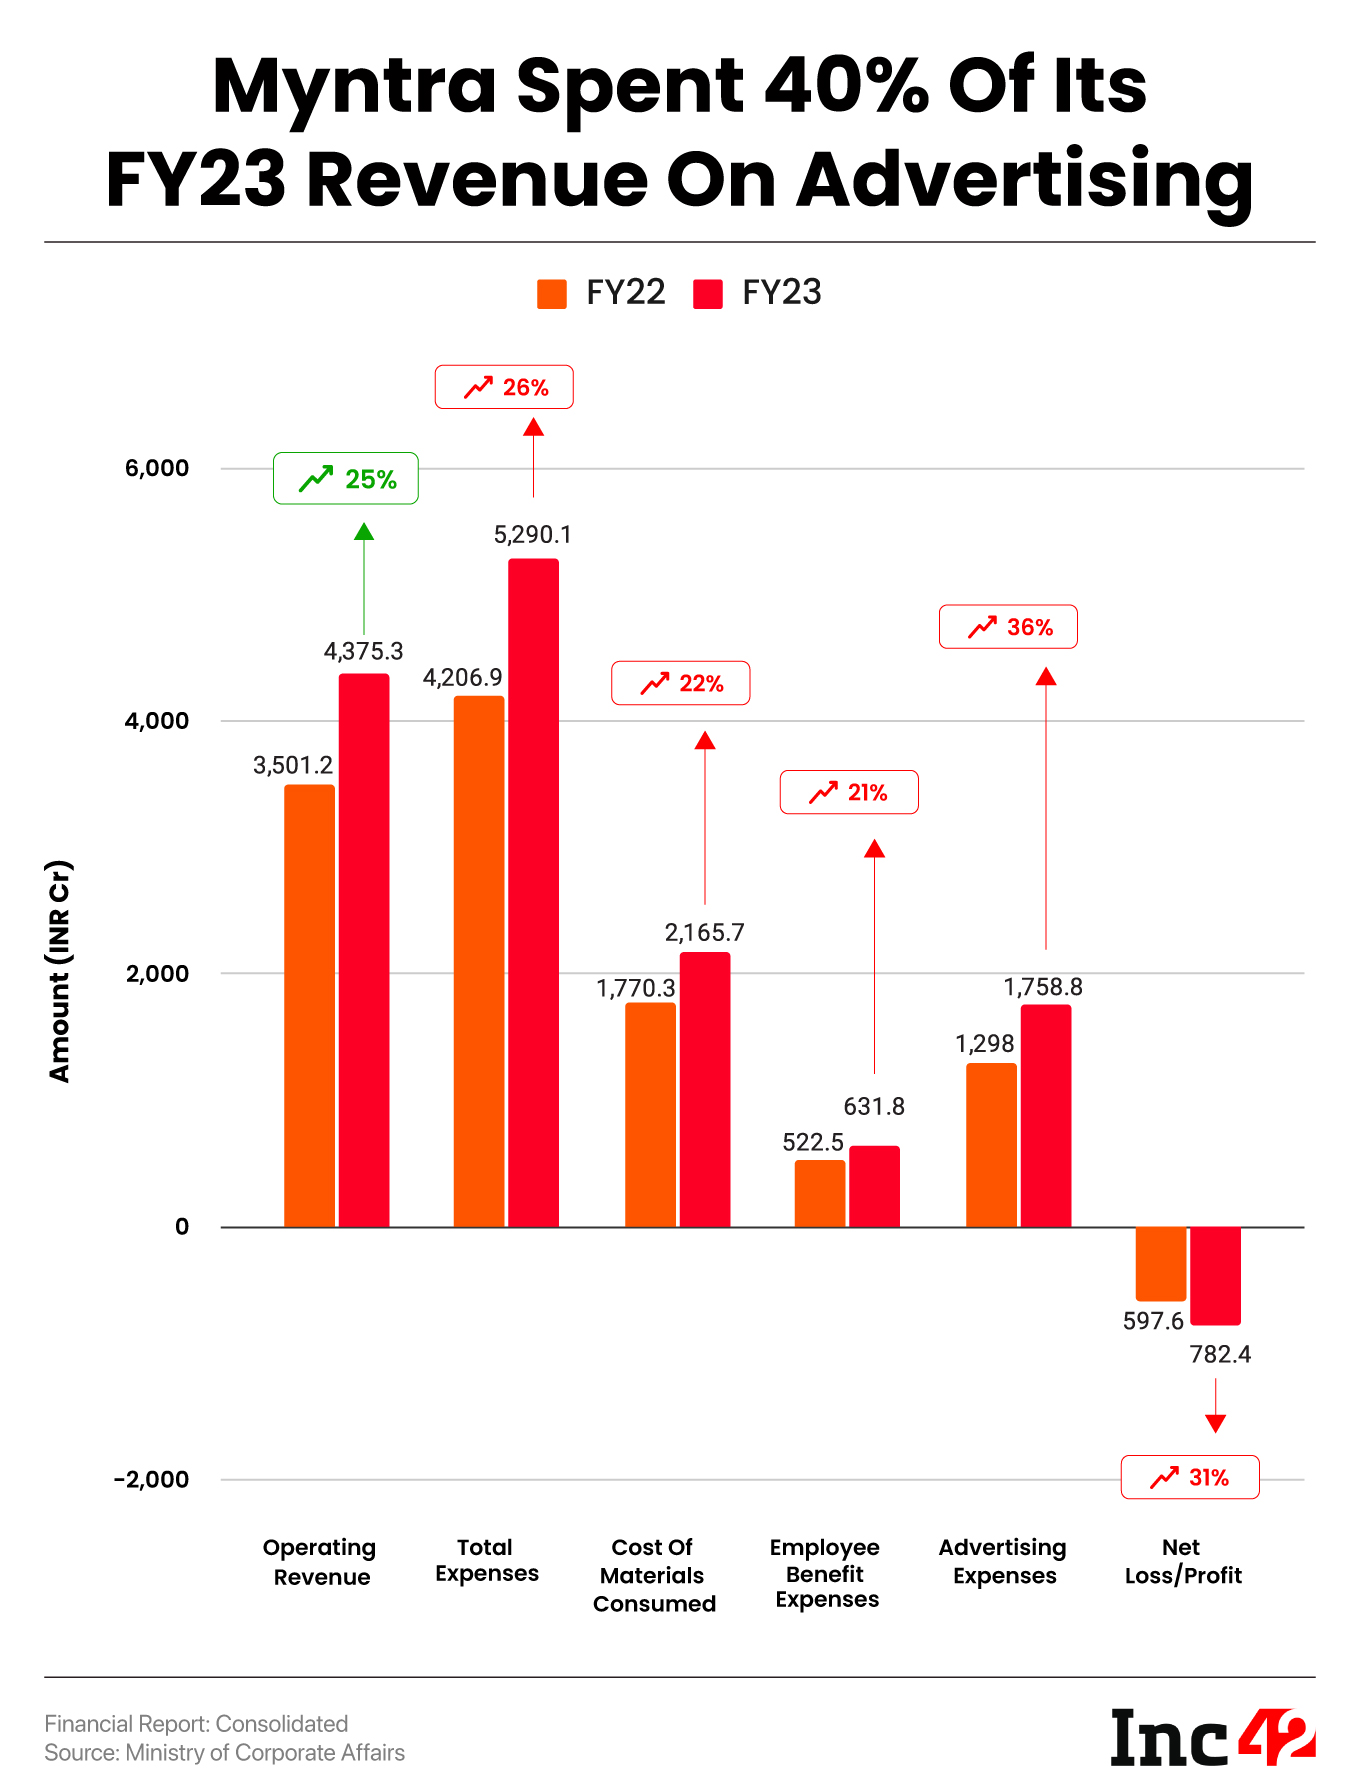 Myntra Spent 40% Of Its
FY23 Revenue On Advertising
FY22
FY23
26%
6,000
25%
5,290.1
36%
4,375.3
4,206.9
22%
4,000
3,501.2
21%
Amount (INR Cr)
2,165.7
2,000
1,770.3
1,758.8
1,298
631.8
522.5
0
597.6
782.4
-2,000
31%
Operating
Revenue
Total
Expenses
Cost Of
Materials
Consumed
Employee
Benefit
Expenses
Advertising
Expenses
Net
Loss/Profit
Financial Report: Consolidated
Source: Ministry of Corporate Affairs
Inc42